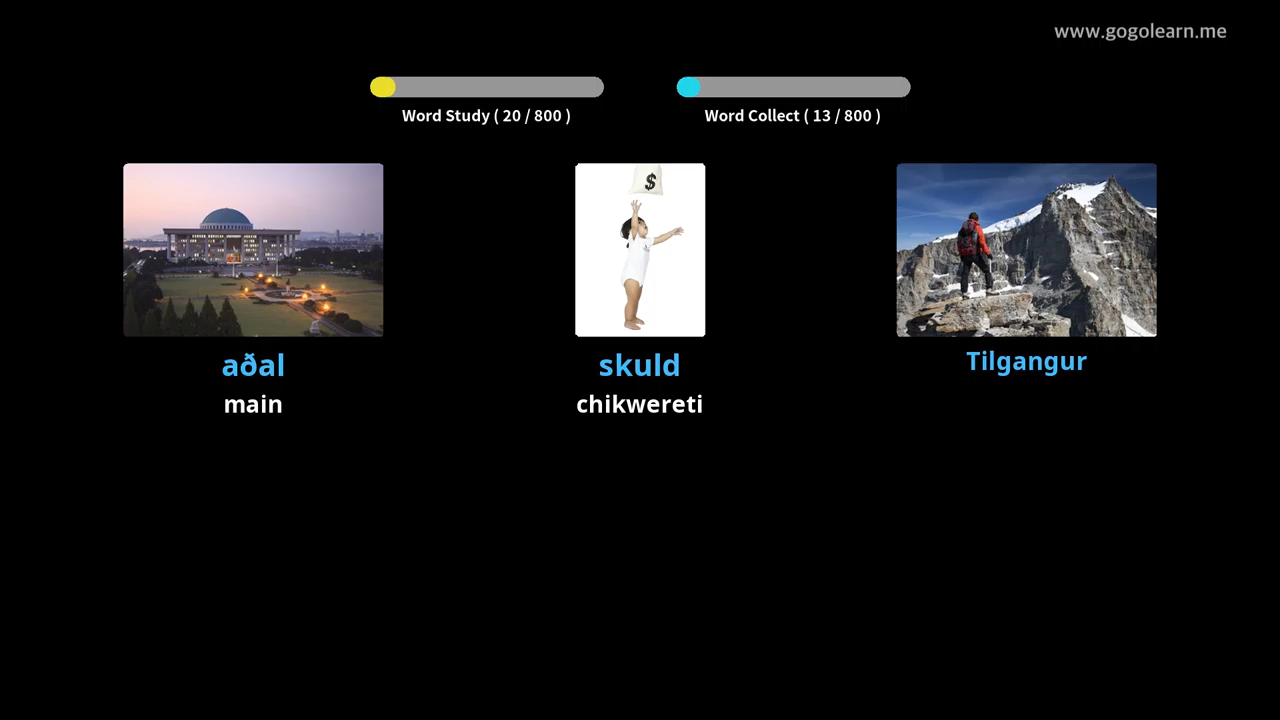 www.gogolearn.me
Word Study ( 20 / 800 )
Word Collect ( 13 / 800 )
$
aðal
skuld
Tilgangur
main
chikwereti